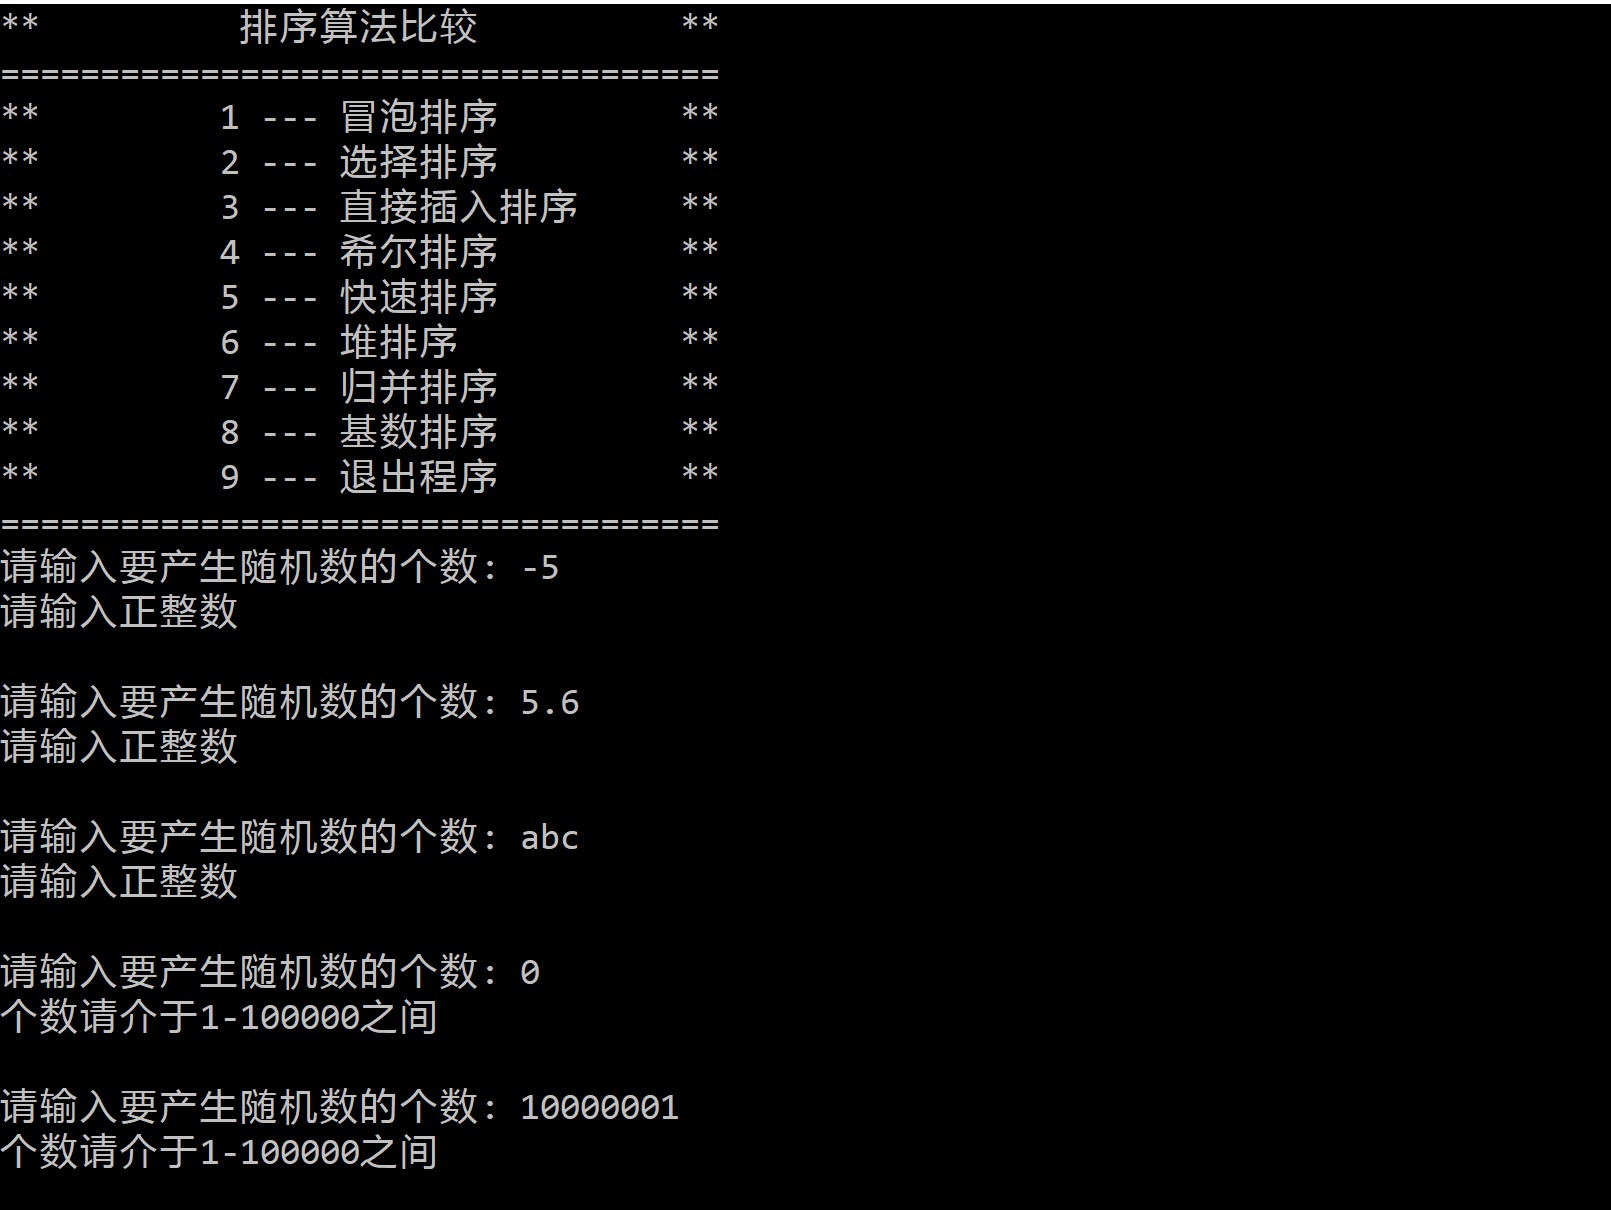 ** 排序算法比较 **
====================================
** 1 --- 冒泡排序 **
** 2 --- 选择排序 **
** 3 --- 直接插入排序 **
** 4 --- 希尔排序 **
** 5 --- 快速排序 **
** 6 --- 堆排序 **
** 7 --- 归并排序 **
** 8 --- 基数排序 **
** 9 --- 退出程序 **
====================================
请输入要产生随机数的个数: -5
请输入正整数
请输入要产生随机数的个数: 5.6
请输入正整数
请输入要产生随机数的个数: abc
请输入正整数
请输入要产生随机数的个数: 0
个数请介于1-100000之间
请输入要产生随机数的个数: 10000001
个数请介于1-100000之间